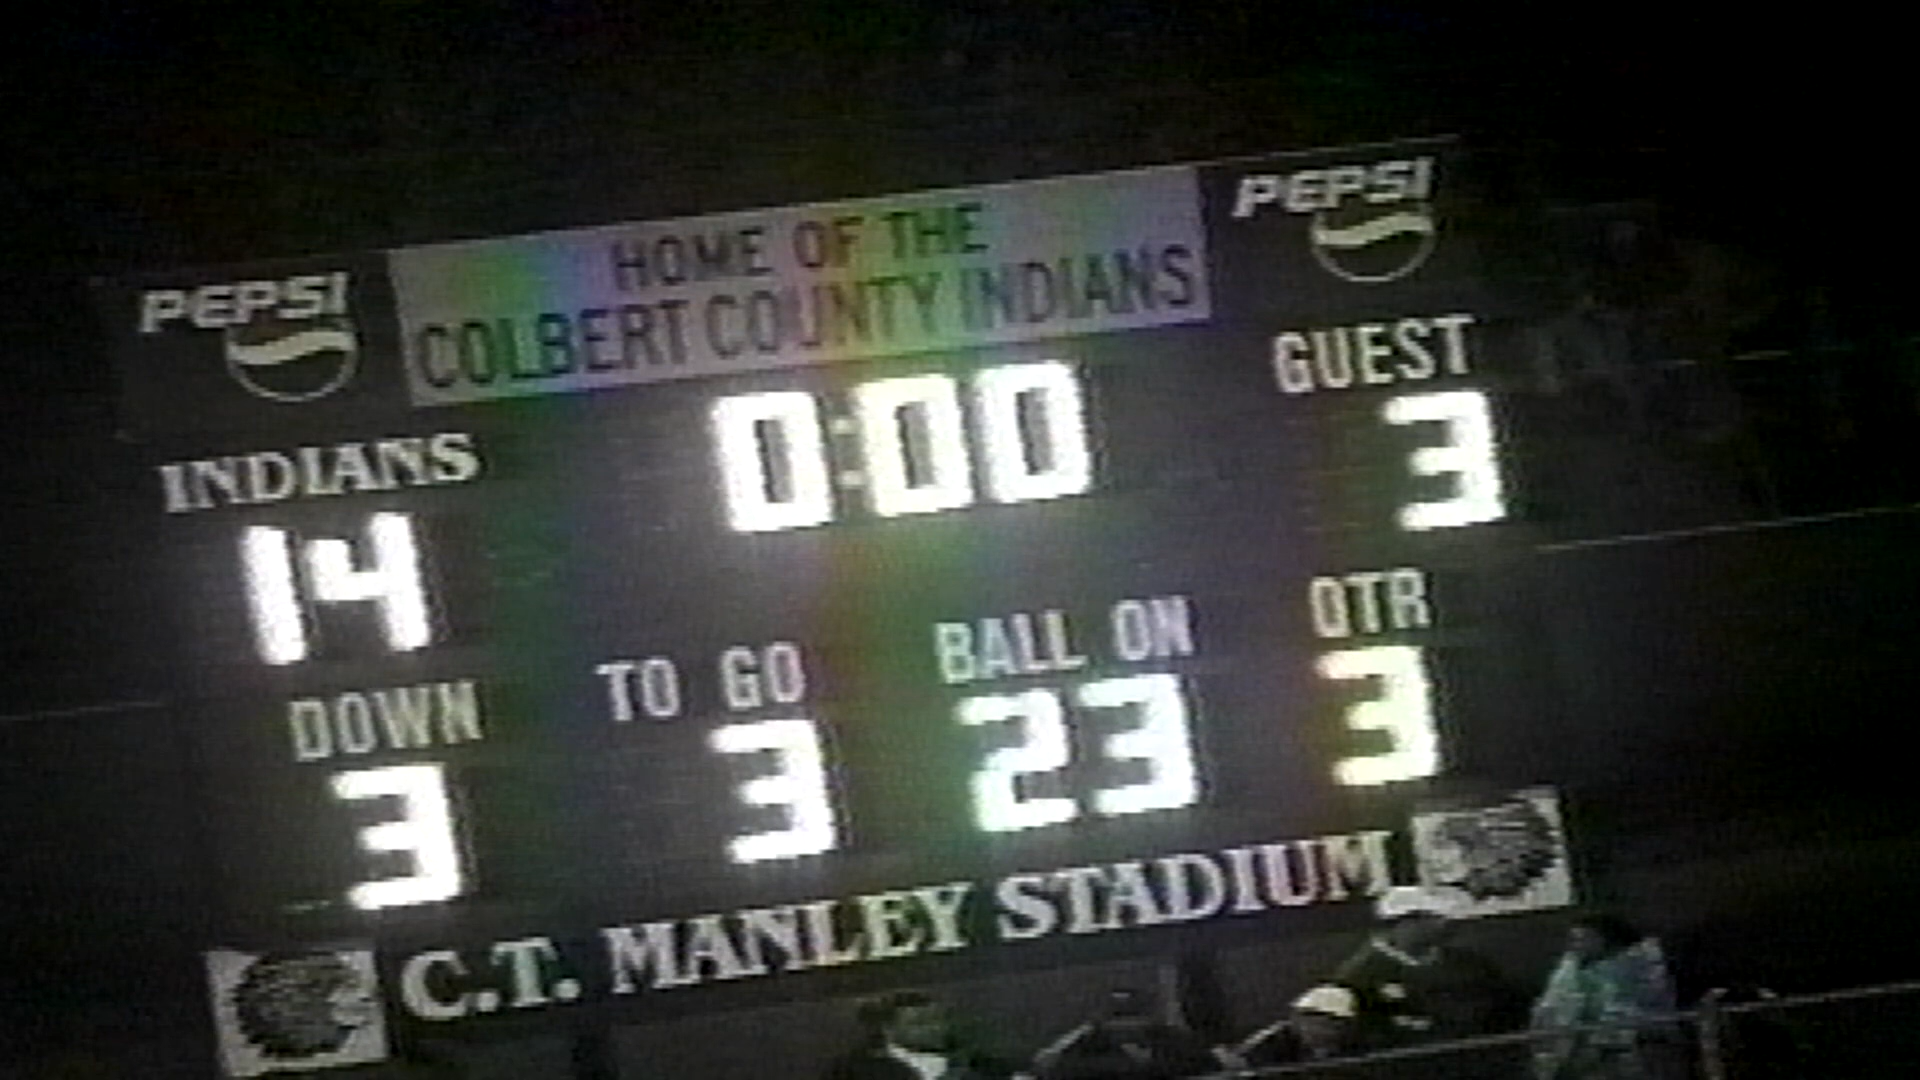 PEPSI
HOME OF THE
COLBERT COUNTY INDIANS
PEPSI
INDIANS
0:00
GUEST
14
3
DOWN
TO GO
BALL ON
QTR
3
3
23
3
C.T. MANLEY STADIUM